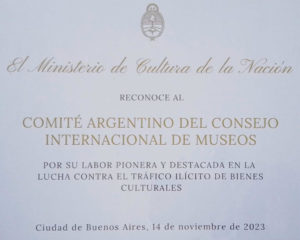 El Ministerio de Cultura de la Nación
RECONOCE AL
COMITÉ ARGENTINO DEL CONSEJO
INTERNACIONAL DE MUSEOS
POR SU LABOR PIONERA Y DESTACADA EN LA
LUCHA CONTRA EL TRÁFICO ILÍCITO DE BIENES
CULTURALES
Ciudad de Buenos Aires, 14 de noviembre de 2023